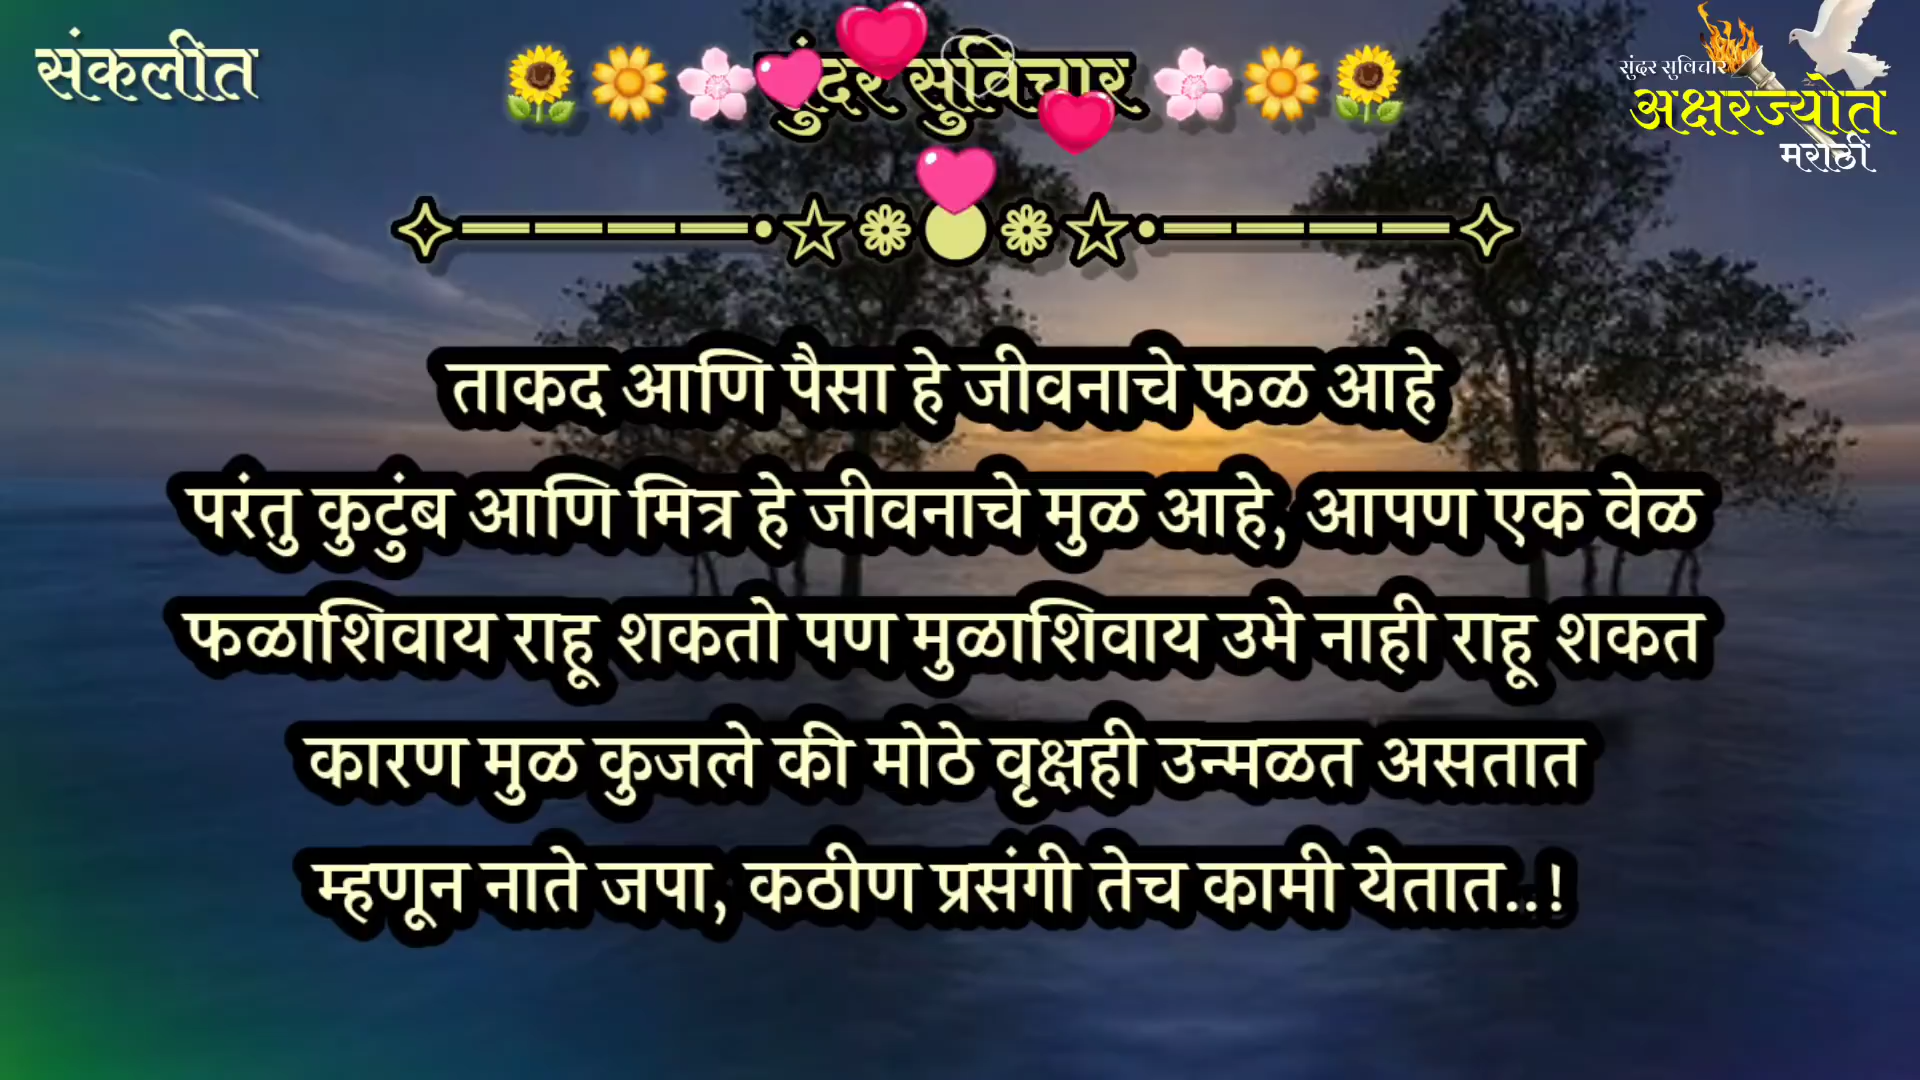 संकलीत
सुंदर सुविचार
सुंदर सुविचार
अक्षरज्योत
मराठी
ताकद आणि पैसा हे जीवनाचे फळ आहे
परंतु कुटुंब आणि मित्र हे जीवनाचे मुळ आहे, आपण एक वेळ
फळाशिवाय राहू शकतो पण मुळाशिवाय उभे नाही राहू शकत
कारण मुळ कुजले की मोठे वृक्षही उन्मळत असतात
म्हणून नाते जपा, कठीण प्रसंगी तेच कामी येतात..!